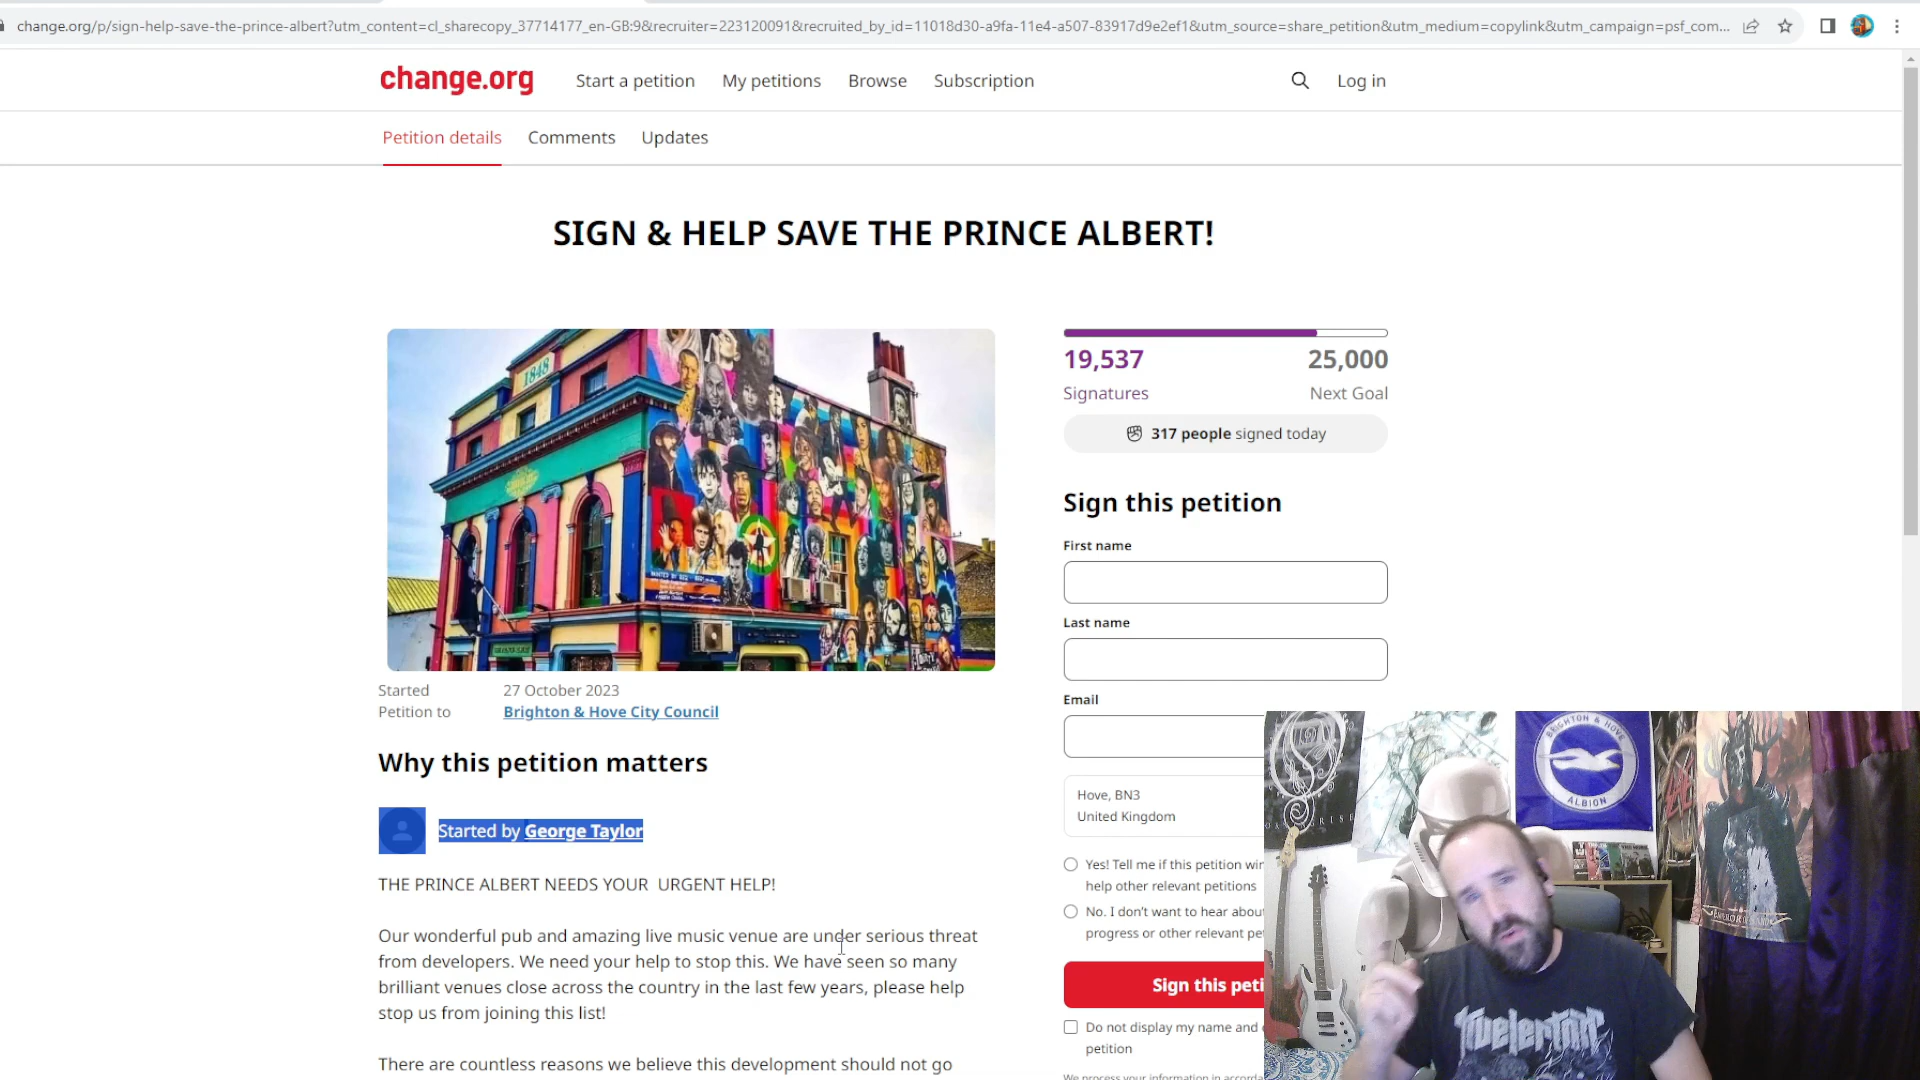 change.org/p/sign-help-save-the-prince-albert?utm_content=cl_sharecopy_37714177_en-GB:9&recruiter=223120091&recruited_by_id=11018d30-a9fa-11e4-a507-83917d9e2ef1&utm_source=share_petition&utm_medium=copylink&utm_campaign=psf_com...
change.org Start a petition My petitions Browse Subscription Log in
Petition details Comments Updates
SIGN & HELP SAVE THE PRINCE ALBERT!
1848
19,537 25,000
Signatures Next Goal
317 people signed today
Sign this petition
First name
Last name
Email
Started 27 October 2023
Petition to Brighton & Hove City Council
Why this petition matters
Hove, BN3
United Kingdom
Started by George Taylor
Yes! Tell me if this petition
help other relevant petitions
No. I don't want to hear
progress or other relevant
THE PRINCE ALBERT NEEDS YOUR URGENT HELP!
Our wonderful pub and amazing live music venue are under serious threat
from developers. We need your help to stop this. We have seen so many
brilliant venues close across the country in the last few years, please help
stop us from joining this list!
Sign this peti
Do not display my name and
petition
There are countless reasons we believe this development should not go
We process your information in
BRIGHTON & HOVE
ALBION
Kvelertak